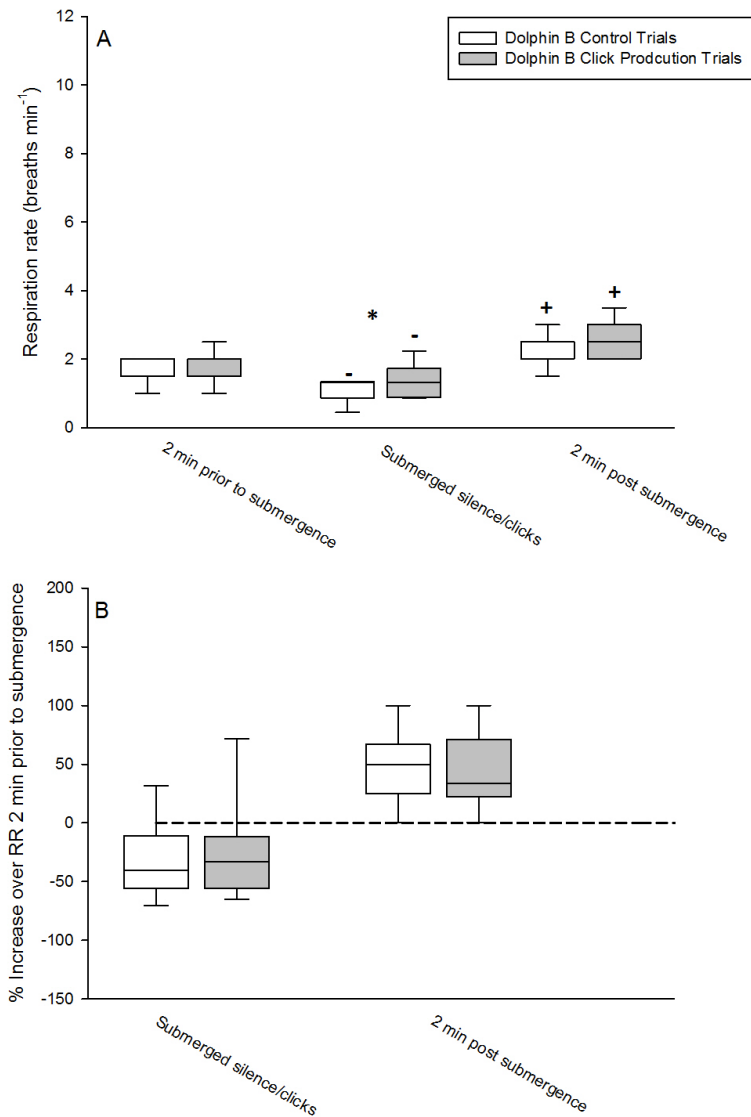 A
Dolphin B Control Trials
Dolphin B Click Prodcution Trials
Respiration rate (breaths min⁻¹)
12
10
8
6
4
2
0
*
-
-
+
+
2 min prior to submergence
Submerged silence/clicks
2 min post submergence
B
% Increase over RR 2 min prior to submergence
200
150
100
50
0
-50
-100
-150
Submerged silence/clicks
2 min post submergence